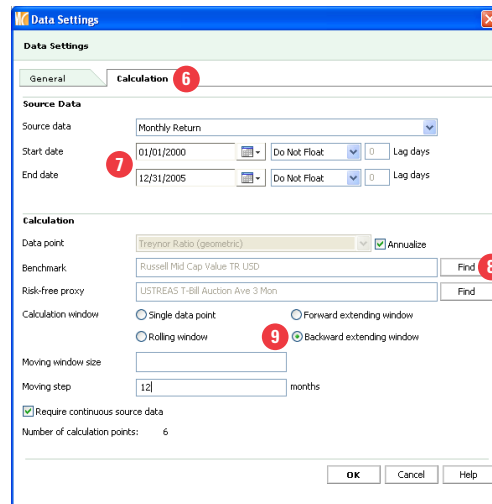 Data Settings
Data Settings
General Calculation 6
Source Data
Source data Monthly Return
Start date 01/01/2000 Do Not Float 0 Lag days
7
End date 12/31/2005 Do Not Float 0 Lag days
Calculation
Data point Treynor Ratio (geometric) Annualize
Benchmark Russell Mid Cap Value TR USD Find 8
Risk-free proxy USTREAS T-Bill Auction Ave 3 Mon Find
Calculation window Single data point Forward extending window
Rolling window 9 Backward extending window
Moving window size
Moving step 12 months
Require continuous source data
Number of calculation points: 6
OK Cancel Help